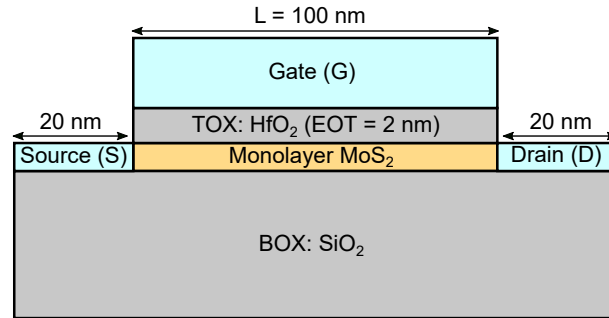 L = 100 nm
Gate (G)
20 nm
TOX: HfO₂ (EOT = 2 nm)
20 nm
Source (S)
Monolayer MoS₂
Drain (D)
BOX: SiO₂